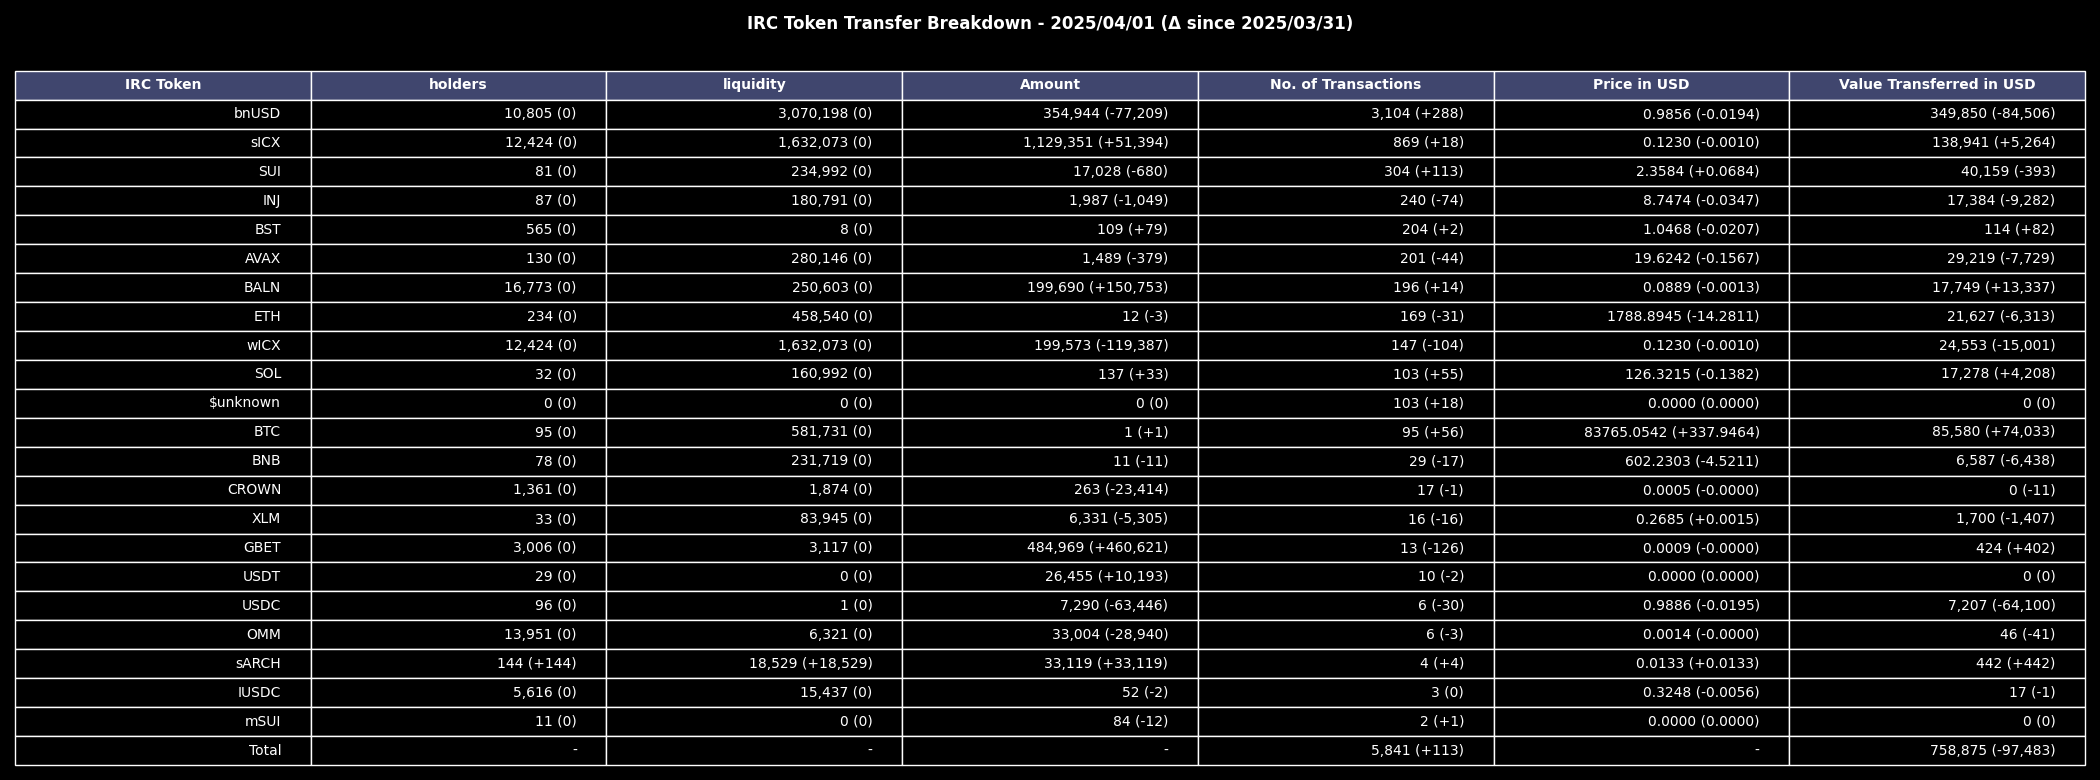 IRC Token Transfer Breakdown - 2025/04/01 (Δ since 2025/03/31)
IRC Token holders liquidity Amount No. of Transactions Price in USD Value Transferred in USD
bnUSD 10,805 (0) 3,070,198 (0) 354,944 (-77,209) 3,104 (+288) 0.9856 (-0.0194) 349,850 (-84,506)
sICX 12,424 (0) 1,632,073 (0) 1,129,351 (+51,394) 869 (+18) 0.1230 (-0.0010) 138,941 (+5,264)
SUI 81 (0) 234,992 (0) 17,028 (-680) 304 (+113) 2.3584 (+0.0684) 40,159 (-393)
INJ 87 (0) 180,791 (0) 1,987 (-1,049) 240 (-74) 8.7474 (-0.0347) 17,384 (-9,282)
BST 565 (0) 8 (0) 109 (+79) 204 (+2) 1.0468 (-0.0207) 114 (+82)
AVAX 130 (0) 280,146 (0) 1,489 (-379) 201 (-44) 19.6242 (-0.1567) 29,219 (-7,729)
BALN 16,773 (0) 250,603 (0) 199,690 (+150,753) 196 (+14) 0.0889 (-0.0013) 17,749 (+13,337)
ETH 234 (0) 458,540 (0) 12 (-3) 169 (-31) 1788.8945 (-14.2811) 21,627 (-6,313)
wICX 12,424 (0) 1,632,073 (0) 199,573 (-119,387) 147 (-104) 0.1230 (-0.0010) 24,553 (-15,001)
SOL 32 (0) 160,992 (0) 137 (+33) 103 (+55) 126.3215 (-0.1382) 17,278 (+4,208)
$unknown 0 (0) 0 (0) 0 (0) 103 (+18) 0.0000 (0.0000) 0 (0)
BTC 95 (0) 581,731 (0) 1 (+1) 95 (+56) 83765.0542 (+337.9464) 85,580 (+74,033)
BNB 78 (0) 231,719 (0) 11 (-11) 29 (-17) 602.2303 (-4.5211) 6,587 (-6,438)
CROWN 1,361 (0) 1,874 (0) 263 (-23,414) 17 (-1) 0.0005 (-0.0000) 0 (-11)
XLM 33 (0) 83,945 (0) 6,331 (-5,305) 16 (-16) 0.2685 (+0.0015) 1,700 (-1,407)
GBET 3,006 (0) 3,117 (0) 484,969 (+460,621) 13 (-126) 0.0009 (-0.0000) 424 (+402)
USDT 29 (0) 0 (0) 26,455 (+10,193) 10 (-2) 0.0000 (0.0000) 0 (0)
USDC 96 (0) 1 (0) 7,290 (-63,446) 6 (-30) 0.9886 (-0.0195) 7,207 (-64,100)
OMM 13,951 (0) 6,321 (0) 33,004 (-28,940) 6 (-3) 0.0014 (-0.0000) 46 (-41)
sARCH 144 (+144) 18,529 (+18,529) 33,119 (+33,119) 4 (+4) 0.0133 (+0.0133) 442 (+442)
IUSDC 5,616 (0) 15,437 (0) 52 (-2) 3 (0) 0.3248 (-0.0056) 17 (-1)
mSUI 11 (0) 0 (0) 84 (-12) 2 (+1) 0.0000 (0.0000) 0 (0)
Total - - - 5,841 (+113) - 758,875 (-97,483)